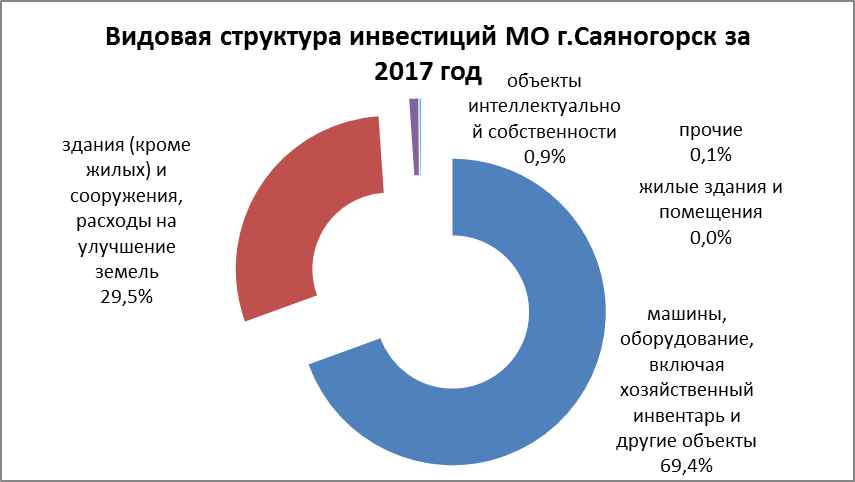 Видовая структура инвестиций МО г.Саяногорск за
2017 год
объекты
интеллектуально
й собственности
0,9%
прочие
0,1%
жилые здания и
помещения
0,0%
здания (кроме
жилых) и
сооружения,
расходы на
улучшение
земель
29,5%
машины,
оборудование,
включая
хозяйственный
инвентарь и
другие объекты
69,4%